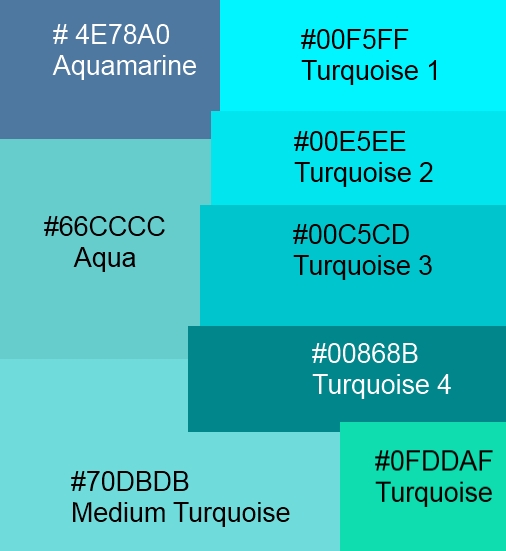 # 4E78A0
Aquamarine
#00F5FF
Turquoise 1
#00E5EE
Turquoise 2
#66CCCC
Aqua
#00C5CD
Turquoise 3
#00868B
Turquoise 4
#70DBDB
Medium Turquoise
#0FDDAF
Turquoise